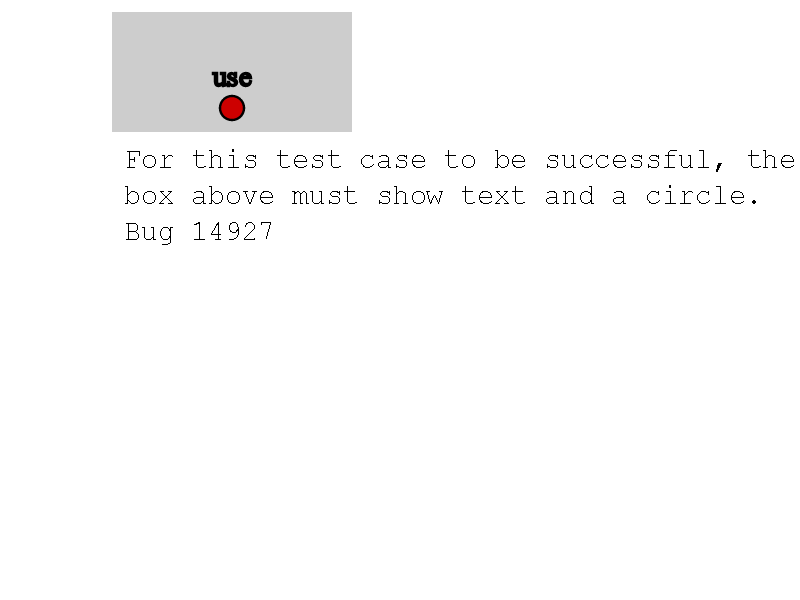 use
For this test case to be successful, the
box above must show text and a circle.
Bug 14927